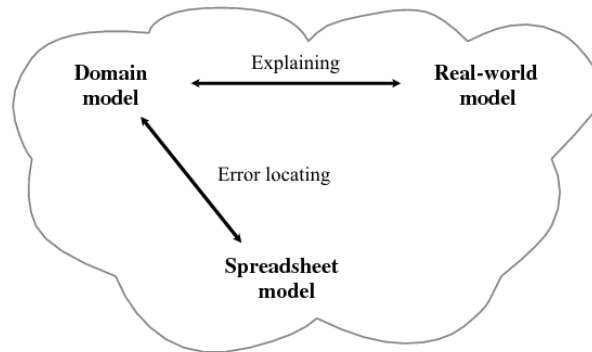 Explaining
Domain
model
Real-world
model
Error locating
Spreadsheet
model